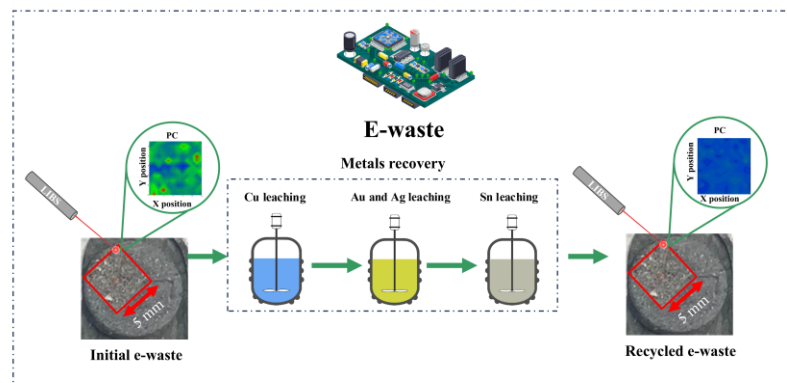 E-waste
Metals recovery
PC
Y position
X position
LIBS
5 mm
Initial e-waste
Cu leaching
Au and Ag leaching
Sn leaching
PC
Y position
X position
LIBS
5 mm
Recycled e-waste